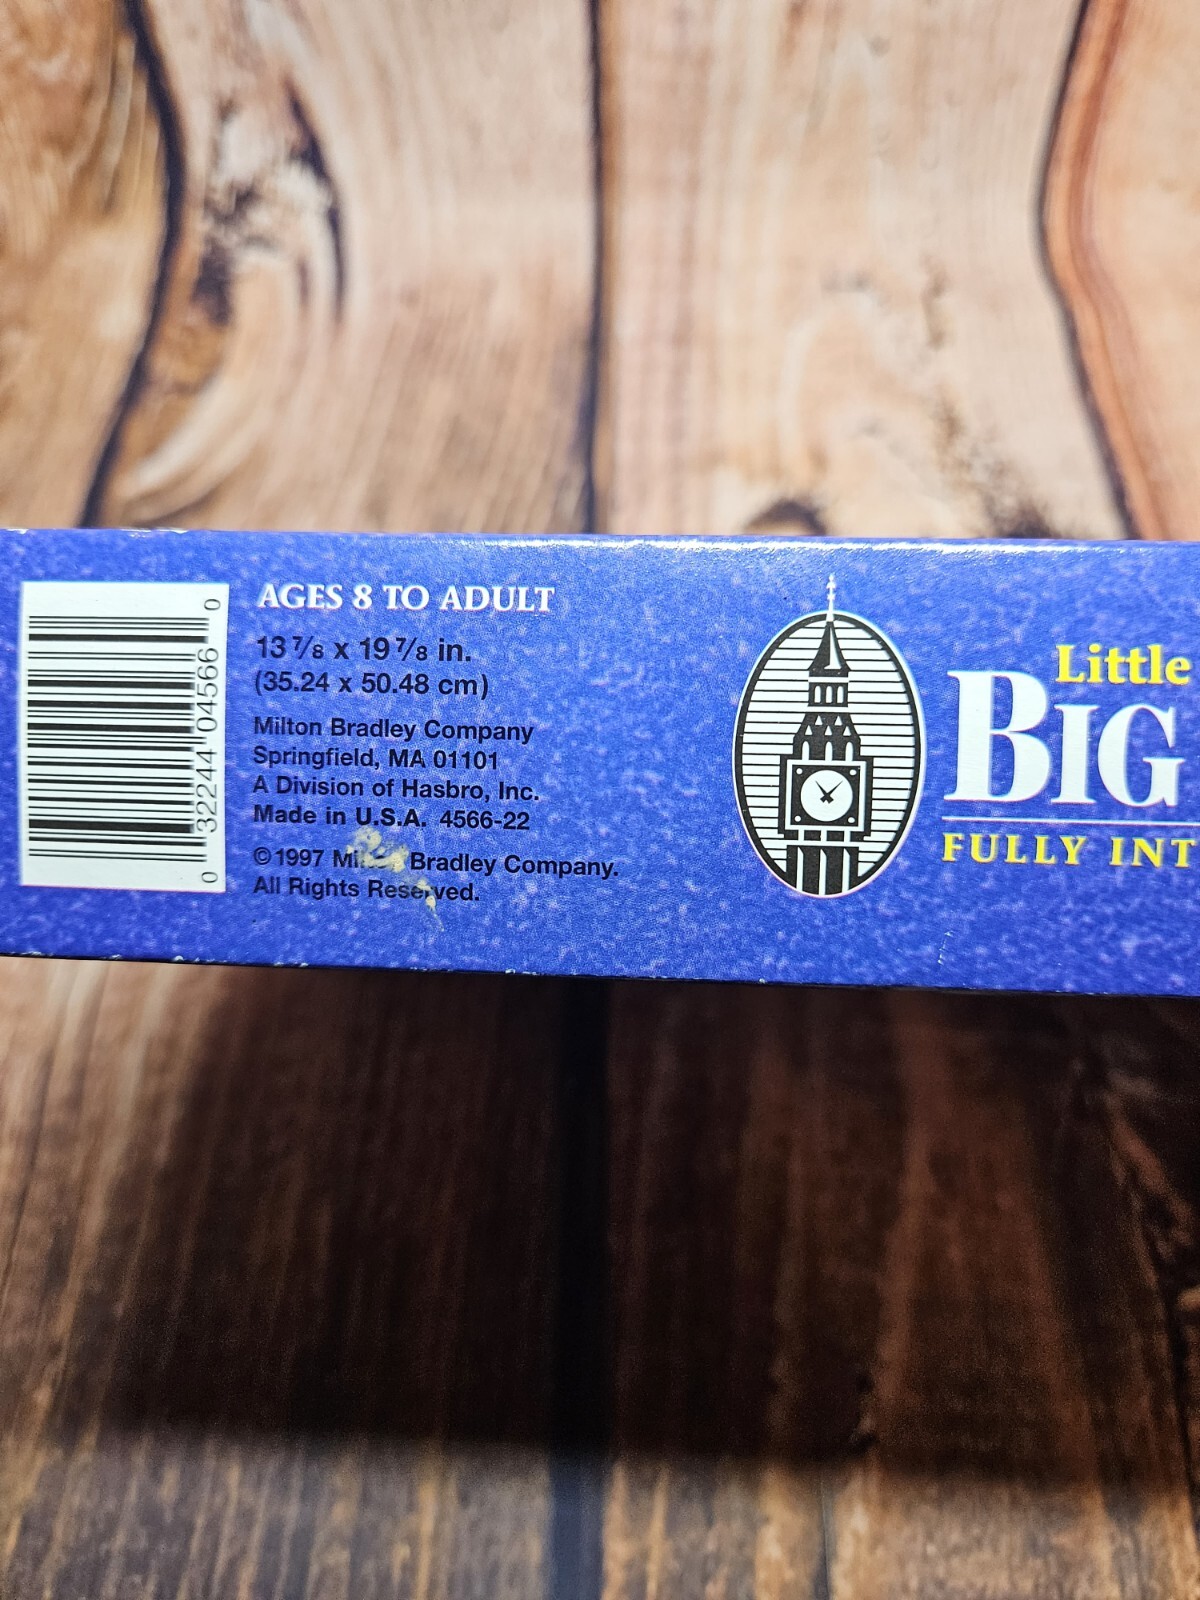 0 32244 04566 0
AGES 8 TO ADULT
13 7/8 x 19 7/8 in.
(35.24 x 50.48 cm)
Milton Bradley Company
Springfield, MA 01101
A Division of Hasbro, Inc.
Made in U.S.A. 4566-22
©1997 Milton Bradley Company.
All Rights Reserved.
Little
BIG
FULLY INT